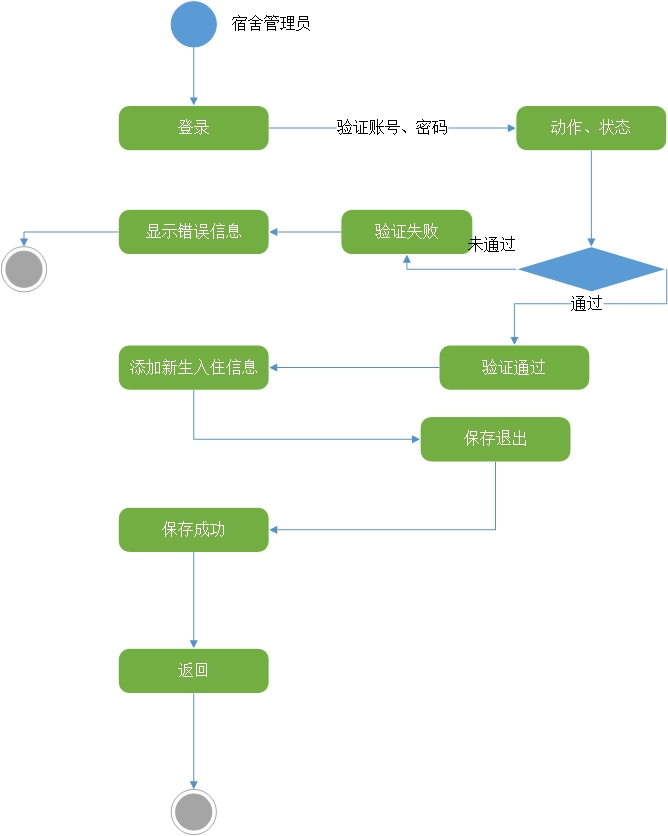 宿舍管理员
登录
验证账号、密码
动作、状态
显示错误信息
验证失败
未通过
通过
添加新生入住信息
验证通过
保存退出
保存成功
返回